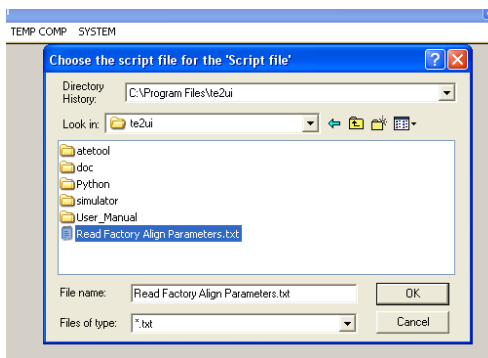 TEMP COMP SYSTEM
Choose the script file for the 'Script file'
Directory History: C:\Program Files\te2ui
Look in: te2ui
atetool
doc
Python
simulator
User_Manual
Read Factory Align Parameters.txt
File name: Read Factory Align Parameters.txt OK
Files of type: *.txt Cancel